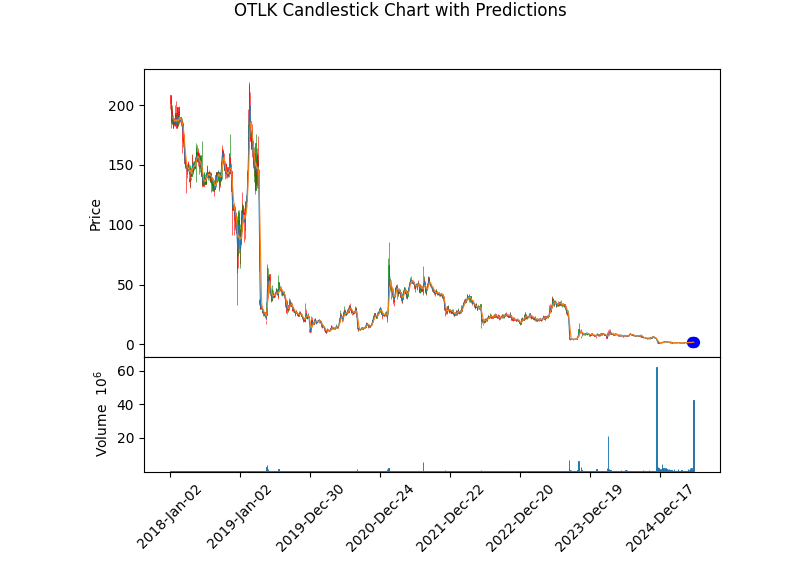 OTLK Candlestick Chart with Predictions
200
150
100
50
0
Price
60
40
20
Volume 10^6
2018-Jan-02
2019-Jan-02
2019-Dec-30
2020-Dec-24
2021-Dec-22
2022-Dec-20
2023-Dec-19
2024-Dec-17